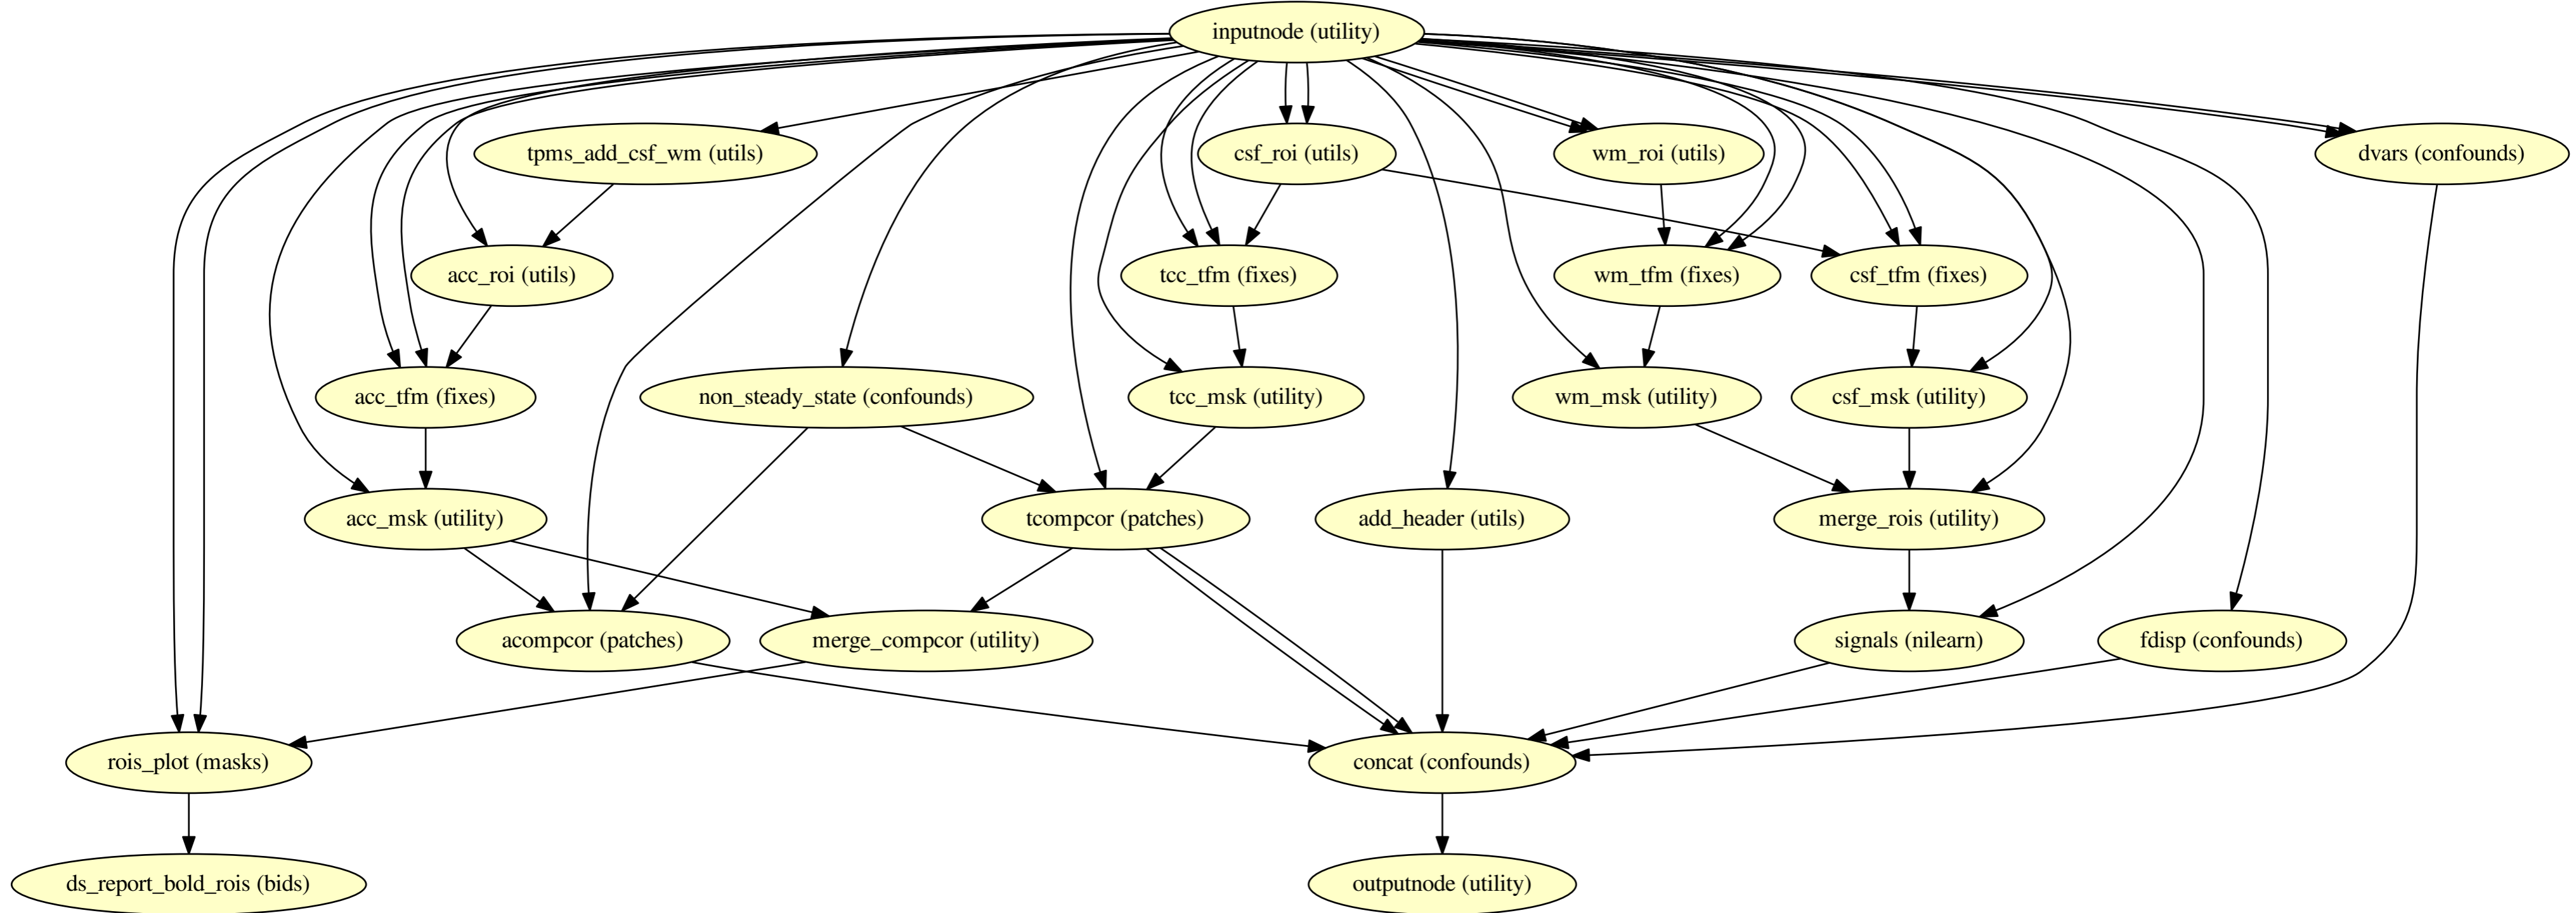 inputnode (utility)
tpms_add_csf_wm (utils)
csf_roi (utils)
wm_roi (utils)
dvars (confounds)
acc_roi (utils)
tcc_tfm (fixes)
wm_tfm (fixes)
csf_tfm (fixes)
acc_tfm (fixes)
non_steady_state (confounds)
tcc_msk (utility)
wm_msk (utility)
csf_msk (utility)
acc_msk (utility)
tcompcor (patches)
add_header (utils)
merge_rois (utility)
acompcor (patches)
merge_compcor (utility)
signals (nilearn)
fdisp (confounds)
rois_plot (masks)
concat (confounds)
ds_report_bold_rois (bids)
outputnode (utility)